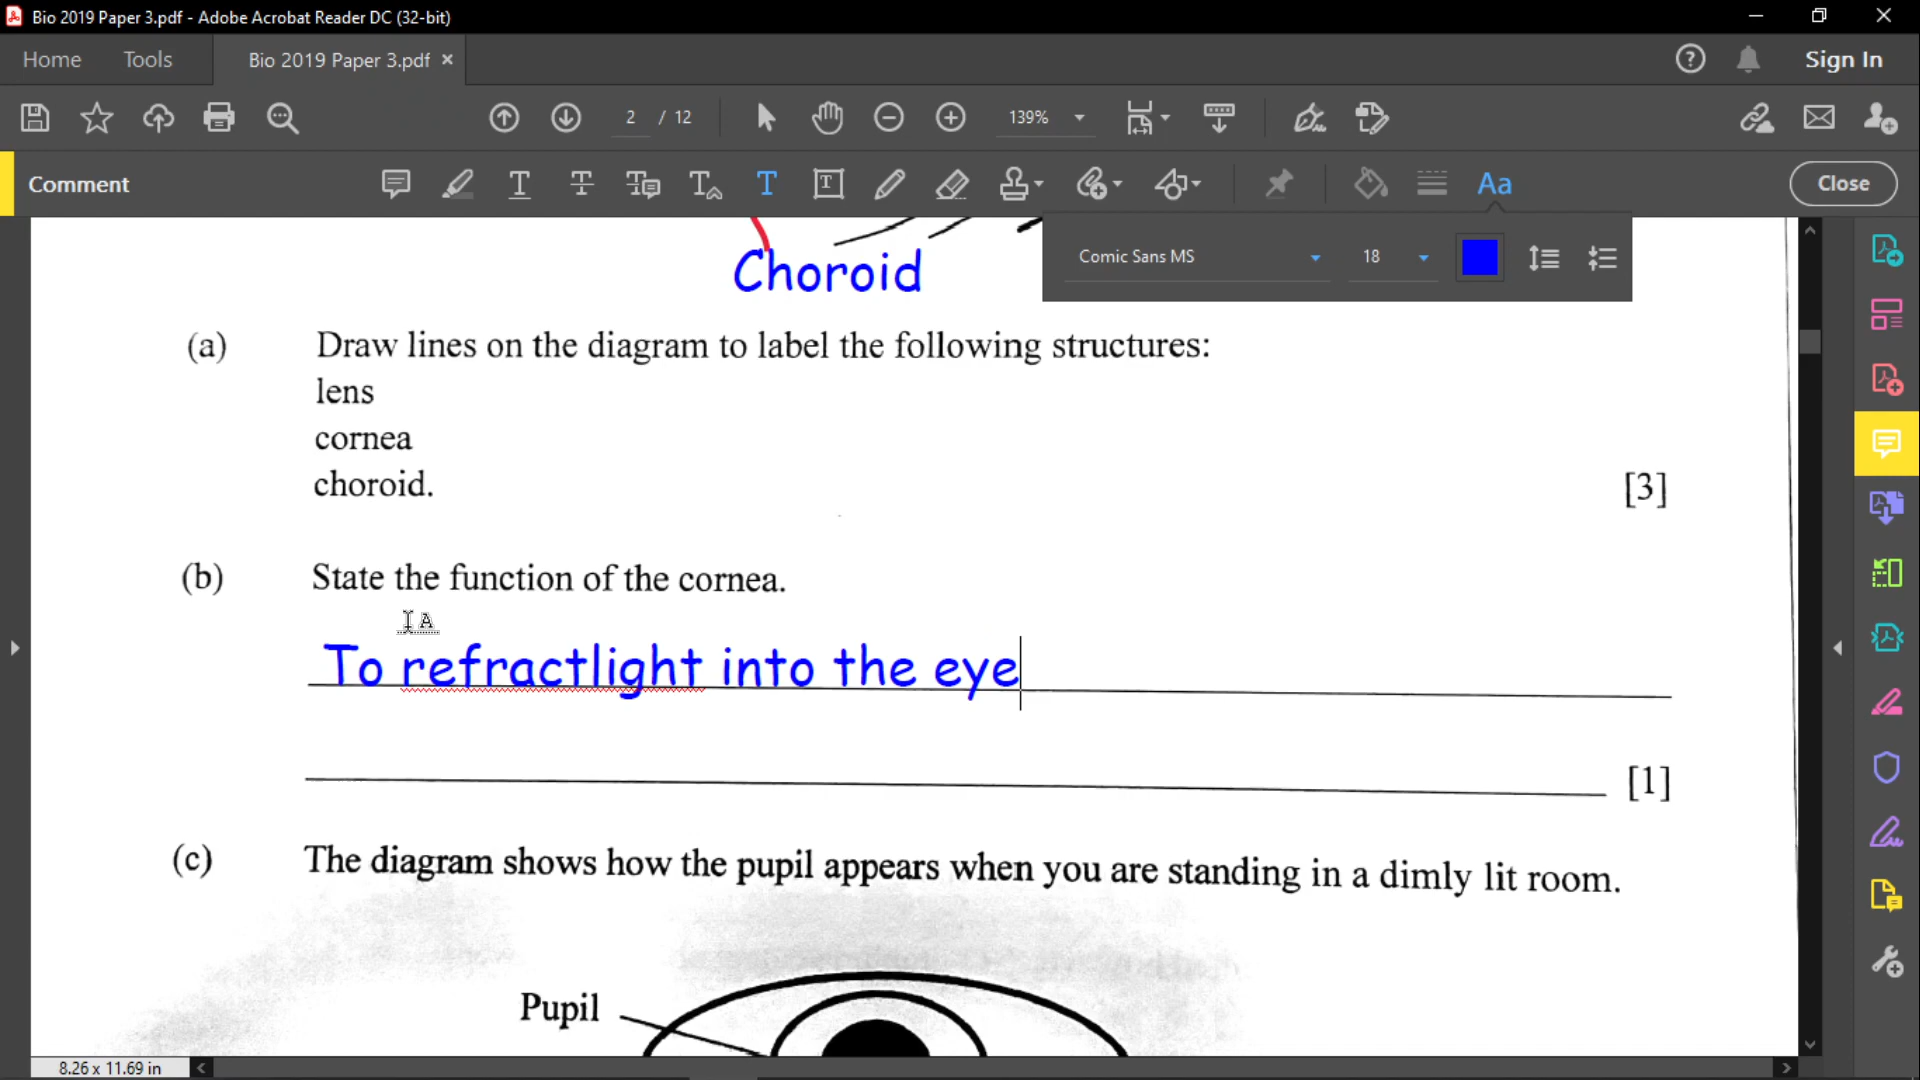 Bio 2019 Paper 3.pdf - Adobe Acrobat Reader DC (32-bit)
Home Tools Bio 2019 Paper 3.pdf × Sign In
2 / 12 139%
Comment Aa Close
Comic Sans MS 18
Choroid
(a) Draw lines on the diagram to label the following structures:
lens
cornea
choroid. [3]
(b) State the function of the cornea.
To refractlight into the eye
[1]
(c) The diagram shows how the pupil appears when you are standing in a dimly lit room.
Pupil
8.26 x 11.69 in